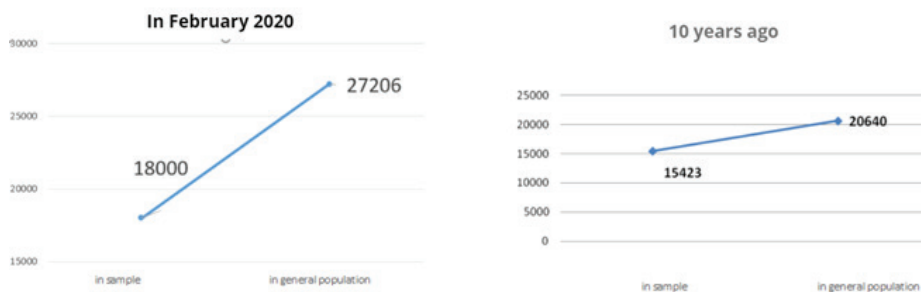 In February 2020
30000
27206
25000
18000
20000
15000
in sample
in general population
10 years ago
25000
20000
20640
15000
15423
10000
5000
0
in sample
in general population